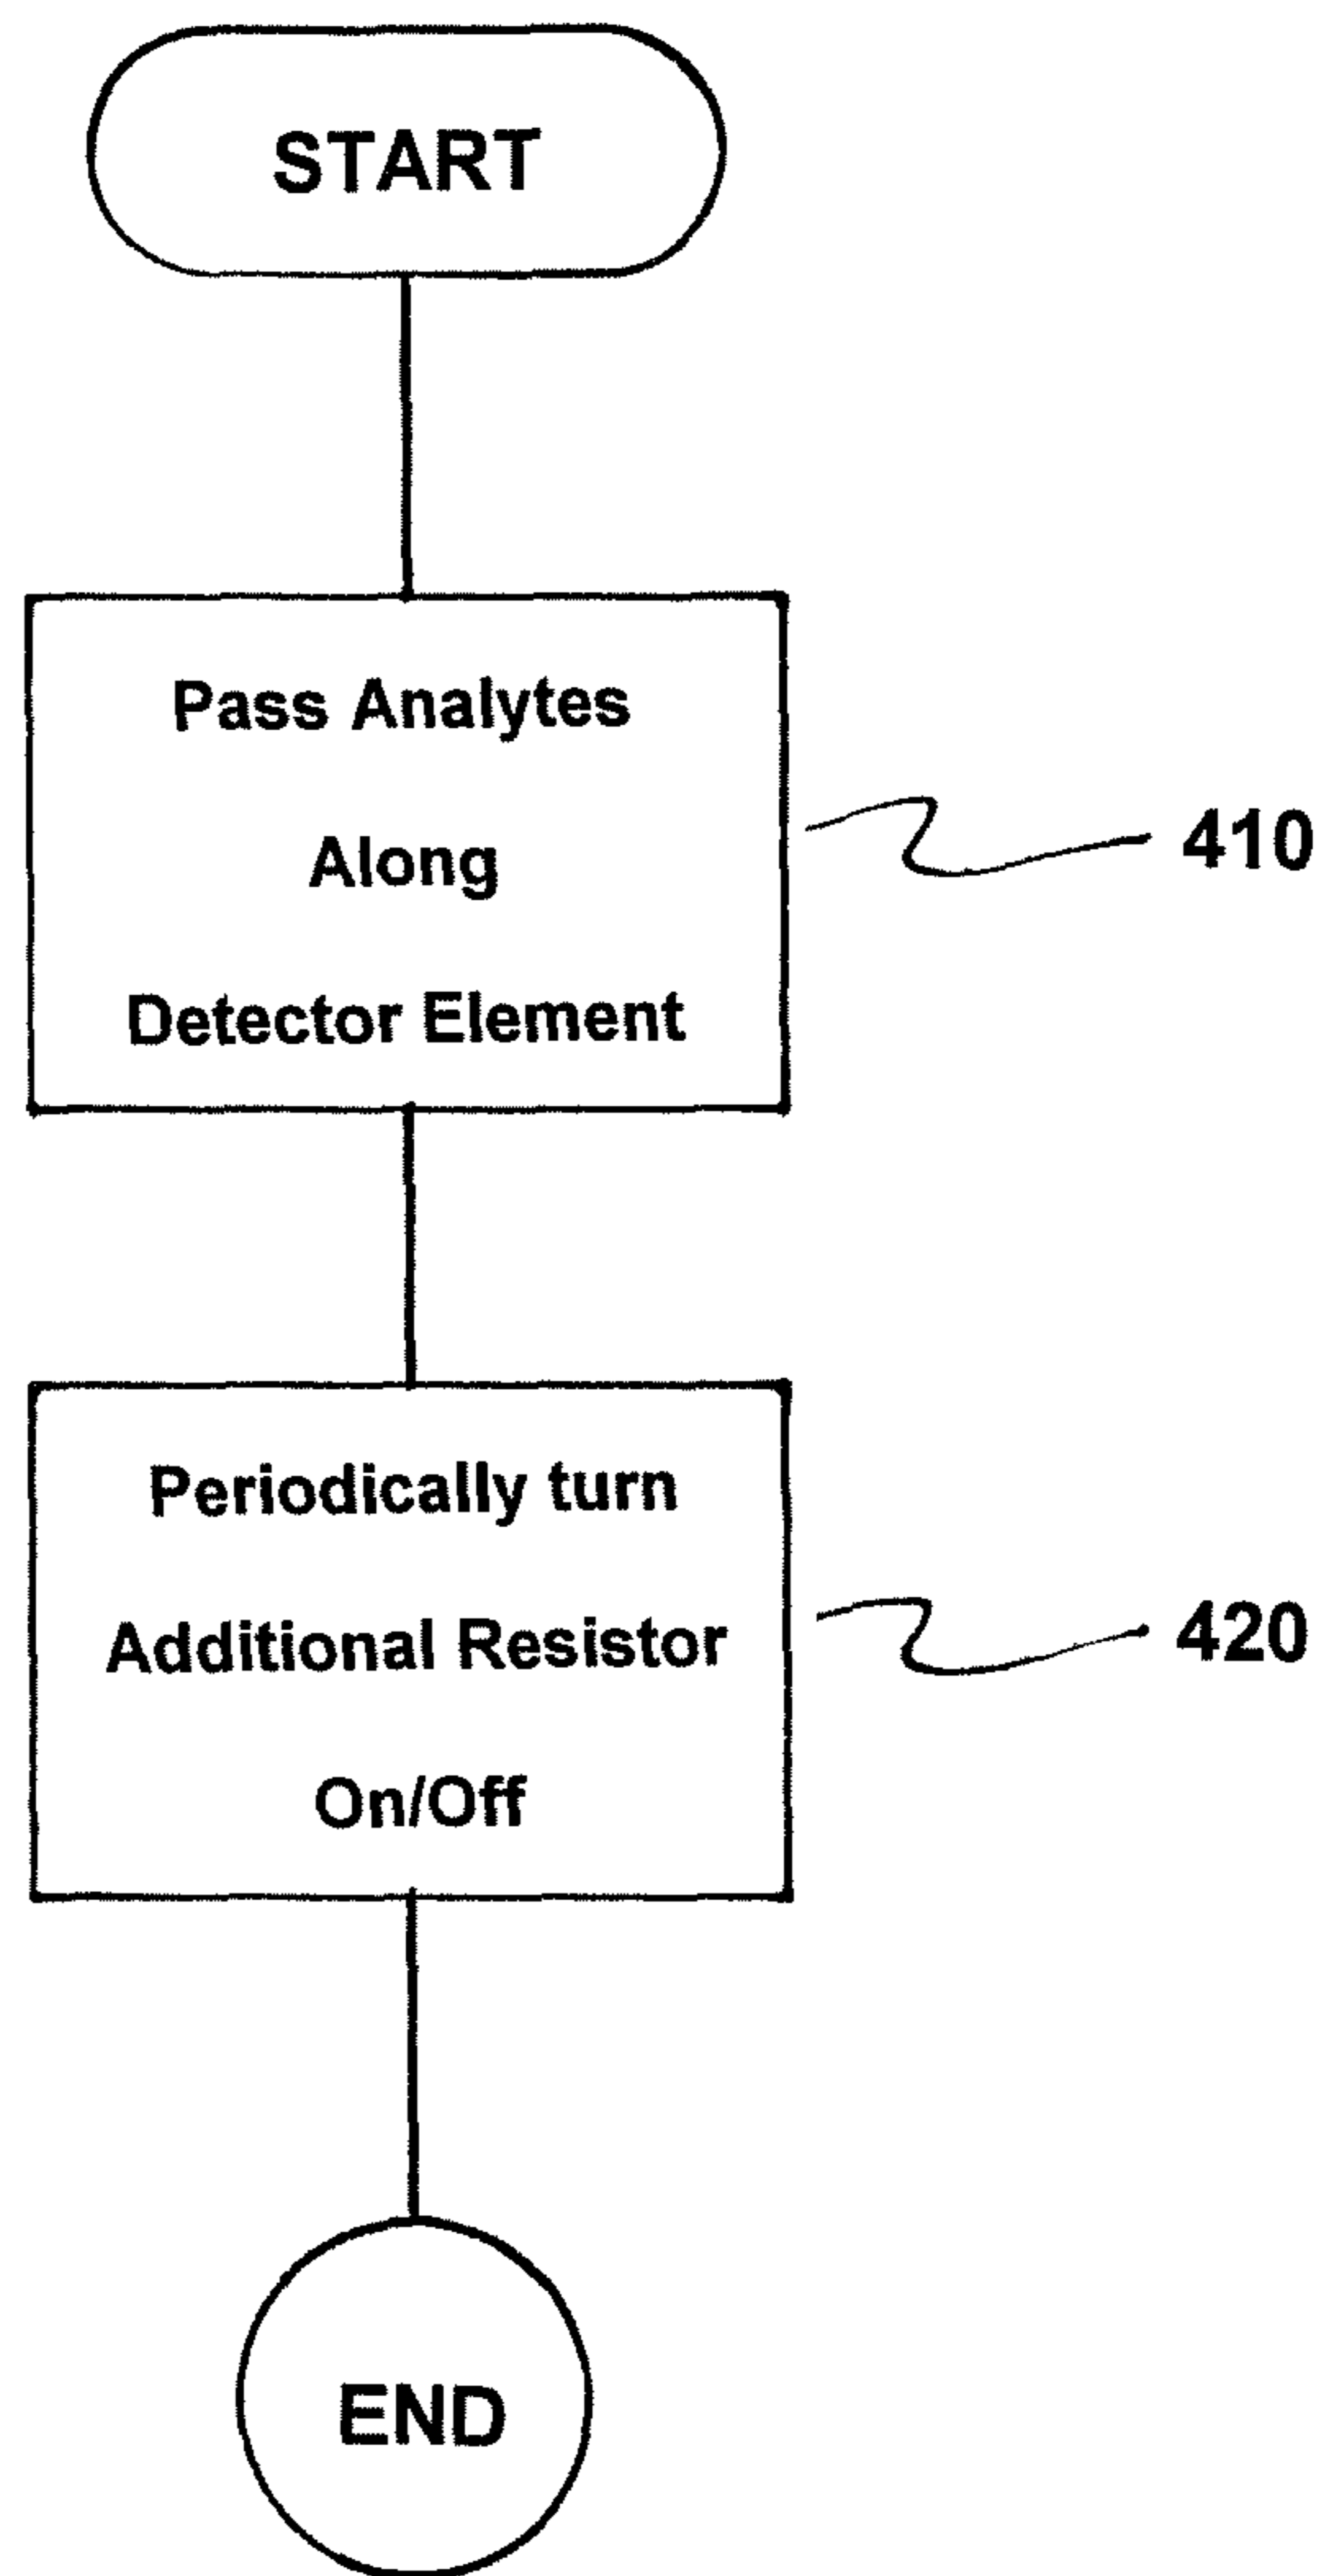 START
Pass Analytes
Along
Detector Element
410
Periodically turn
Additional Resistor
On/Off
420
END